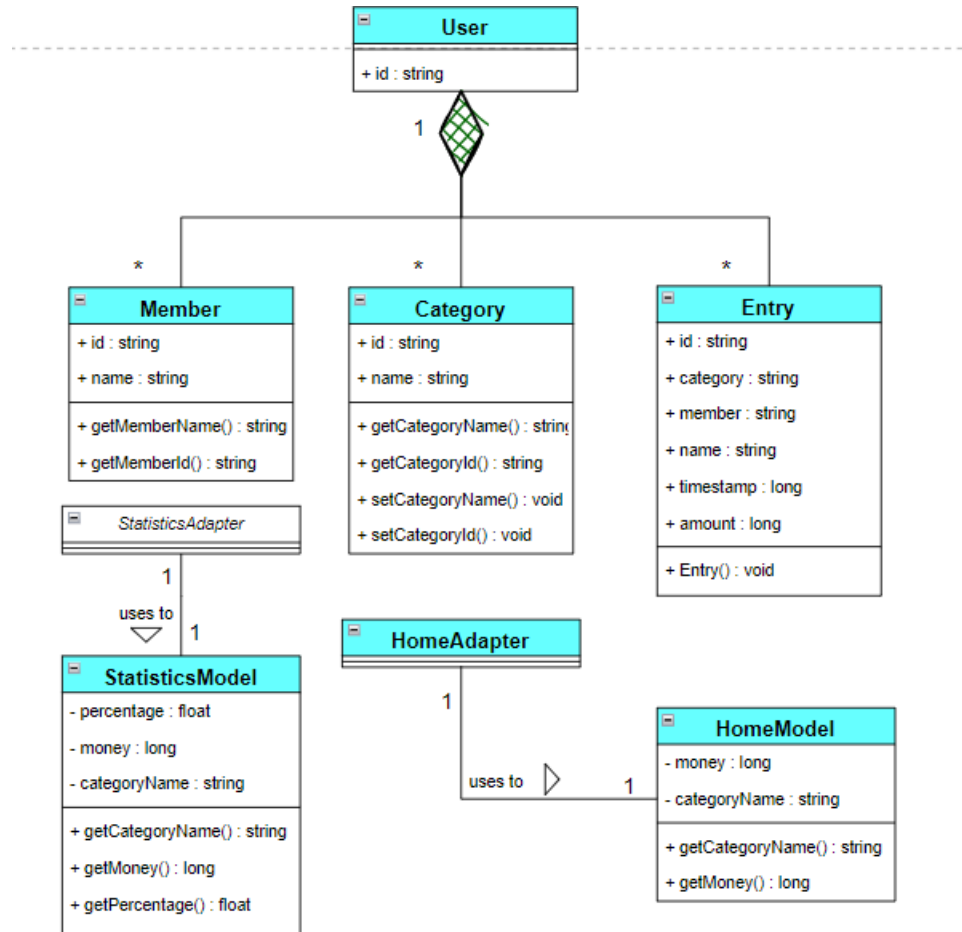 User
+ id : string
1
* * *
Member
+ id : string
+ name : string
+ getMemberName() : string
+ getMemberId() : string
Category
+ id : string
+ name : string
+ getCategoryName() : string
+ getCategoryId() : string
+ setCategoryName() : void
+ setCategoryId() : void
Entry
+ id : string
+ category : string
+ member : string
+ name : string
+ timestamp : long
+ amount : long
+ Entry() : void
StatisticsAdapter
1
uses to
1
StatisticsModel
- percentage : float
- money : long
- categoryName : string
+ getCategoryName() : string
+ getMoney() : long
+ getPercentage() : float
HomeAdapter
1
uses to
1
HomeModel
- money : long
- categoryName : string
+ getCategoryName() : string
+ getMoney() : long